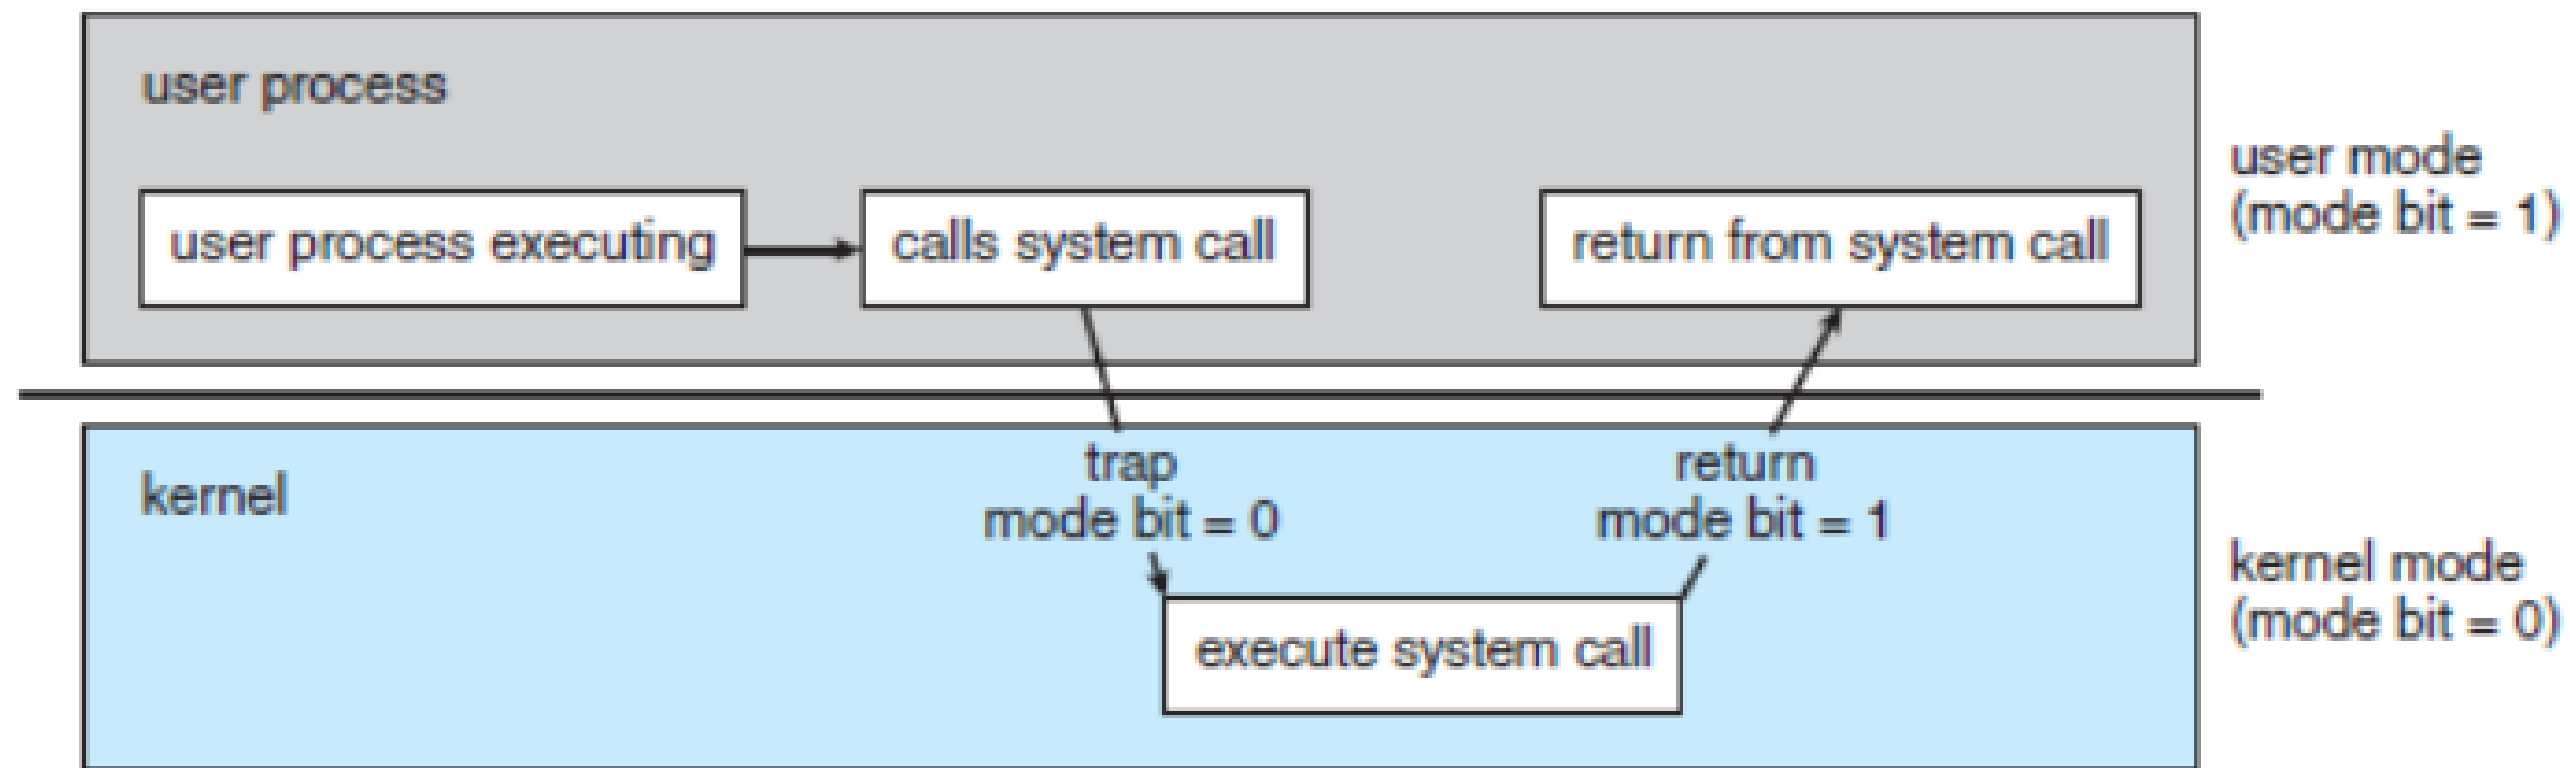 user process
user process executing
calls system call
return from system call
user mode
(mode bit = 1)
kernel
trap
mode bit = 0
return
mode bit = 1
execute system call
kernel mode
(mode bit = 0)